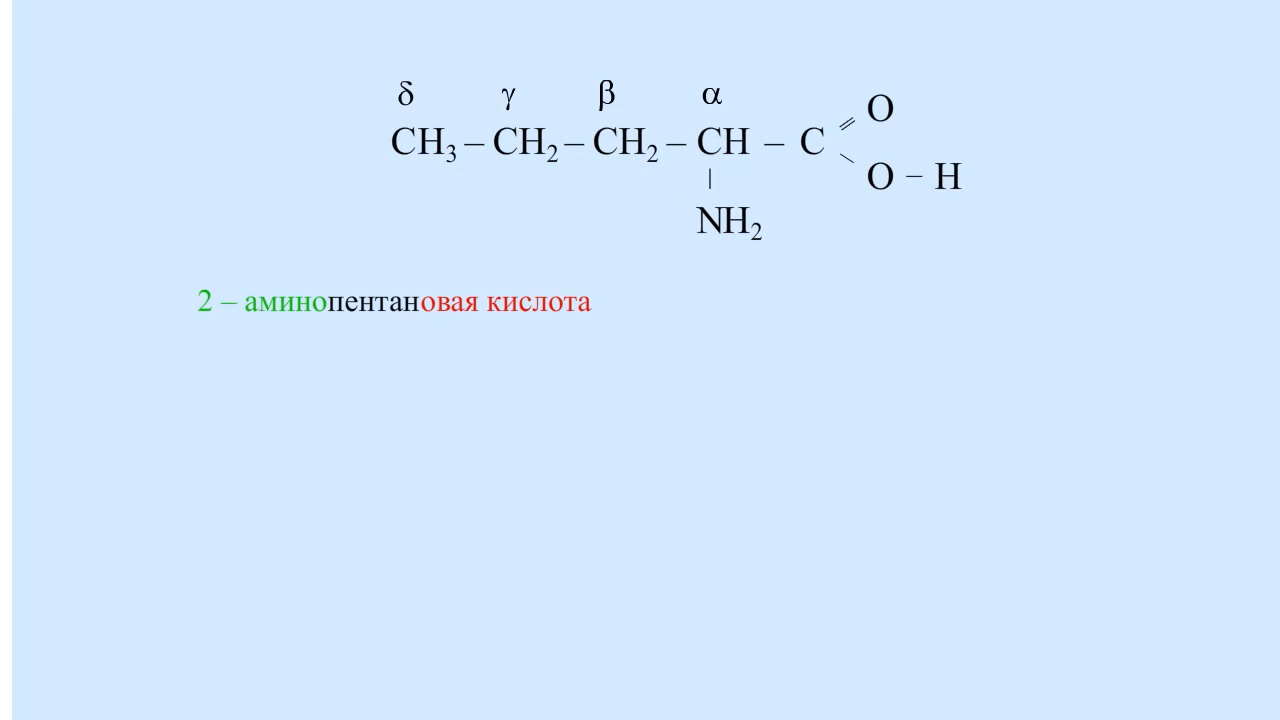 δ γ β α
O
CH₃ – CH₂ – CH₂ – CH – C
O – H
NH₂
2 – аминопентановая кислота